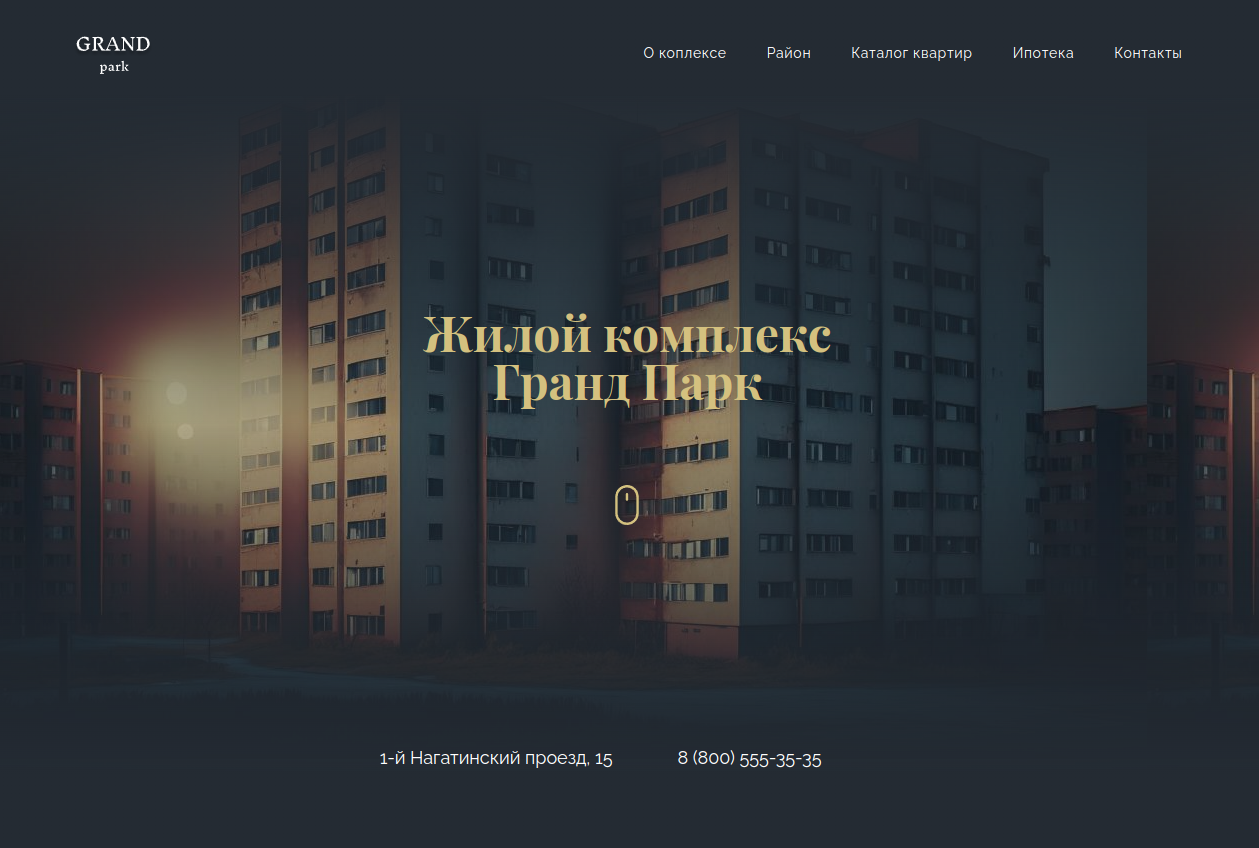 GRAND
park
О коплексе
Район
Каталог квартир
Ипотека
Контакты
Жилой комплекс
Гранд Парк
1-й Нагатинский проезд, 15
8 (800) 555-35-35